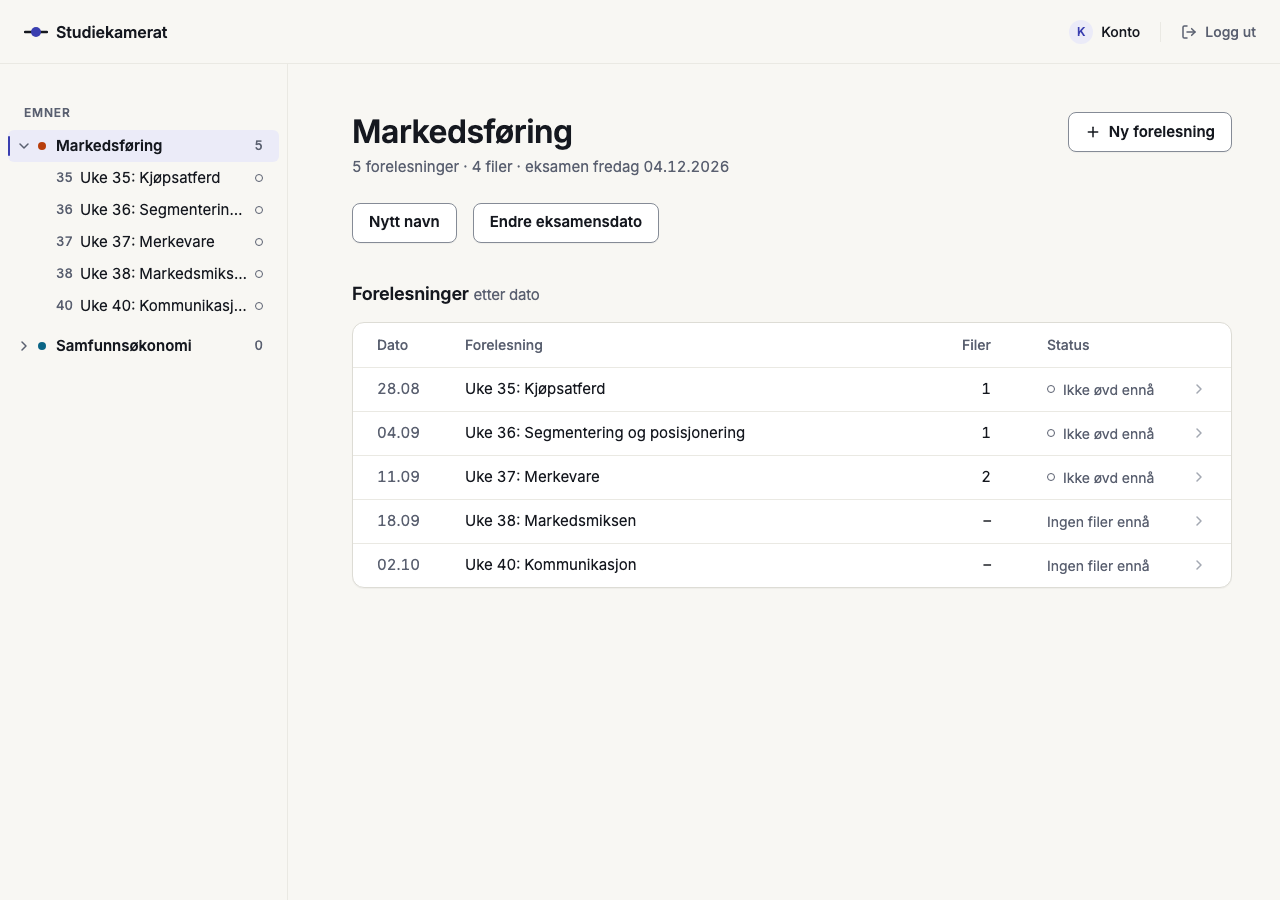 Studiekamerat
K Konto
Logg ut
EMNER
Markedsføring 5
35 Uke 35: Kjøpsatferd
36 Uke 36: Segmenterin...
37 Uke 37: Merkevare
38 Uke 38: Markedsmiks...
40 Uke 40: Kommunikasj...
Samfunnsøkonomi 0
Markedsføring
5 forelesninger · 4 filer · eksamen fredag 04.12.2026
+ Ny forelesning
Nytt navn
Endre eksamensdato
Forelesninger etter dato
Dato Forelesning Filer Status
28.08 Uke 35: Kjøpsatferd 1 Ikke øvd ennå
04.09 Uke 36: Segmentering og posisjonering 1 Ikke øvd ennå
11.09 Uke 37: Merkevare 2 Ikke øvd ennå
18.09 Uke 38: Markedsmiksen – Ingen filer ennå
02.10 Uke 40: Kommunikasjon – Ingen filer ennå